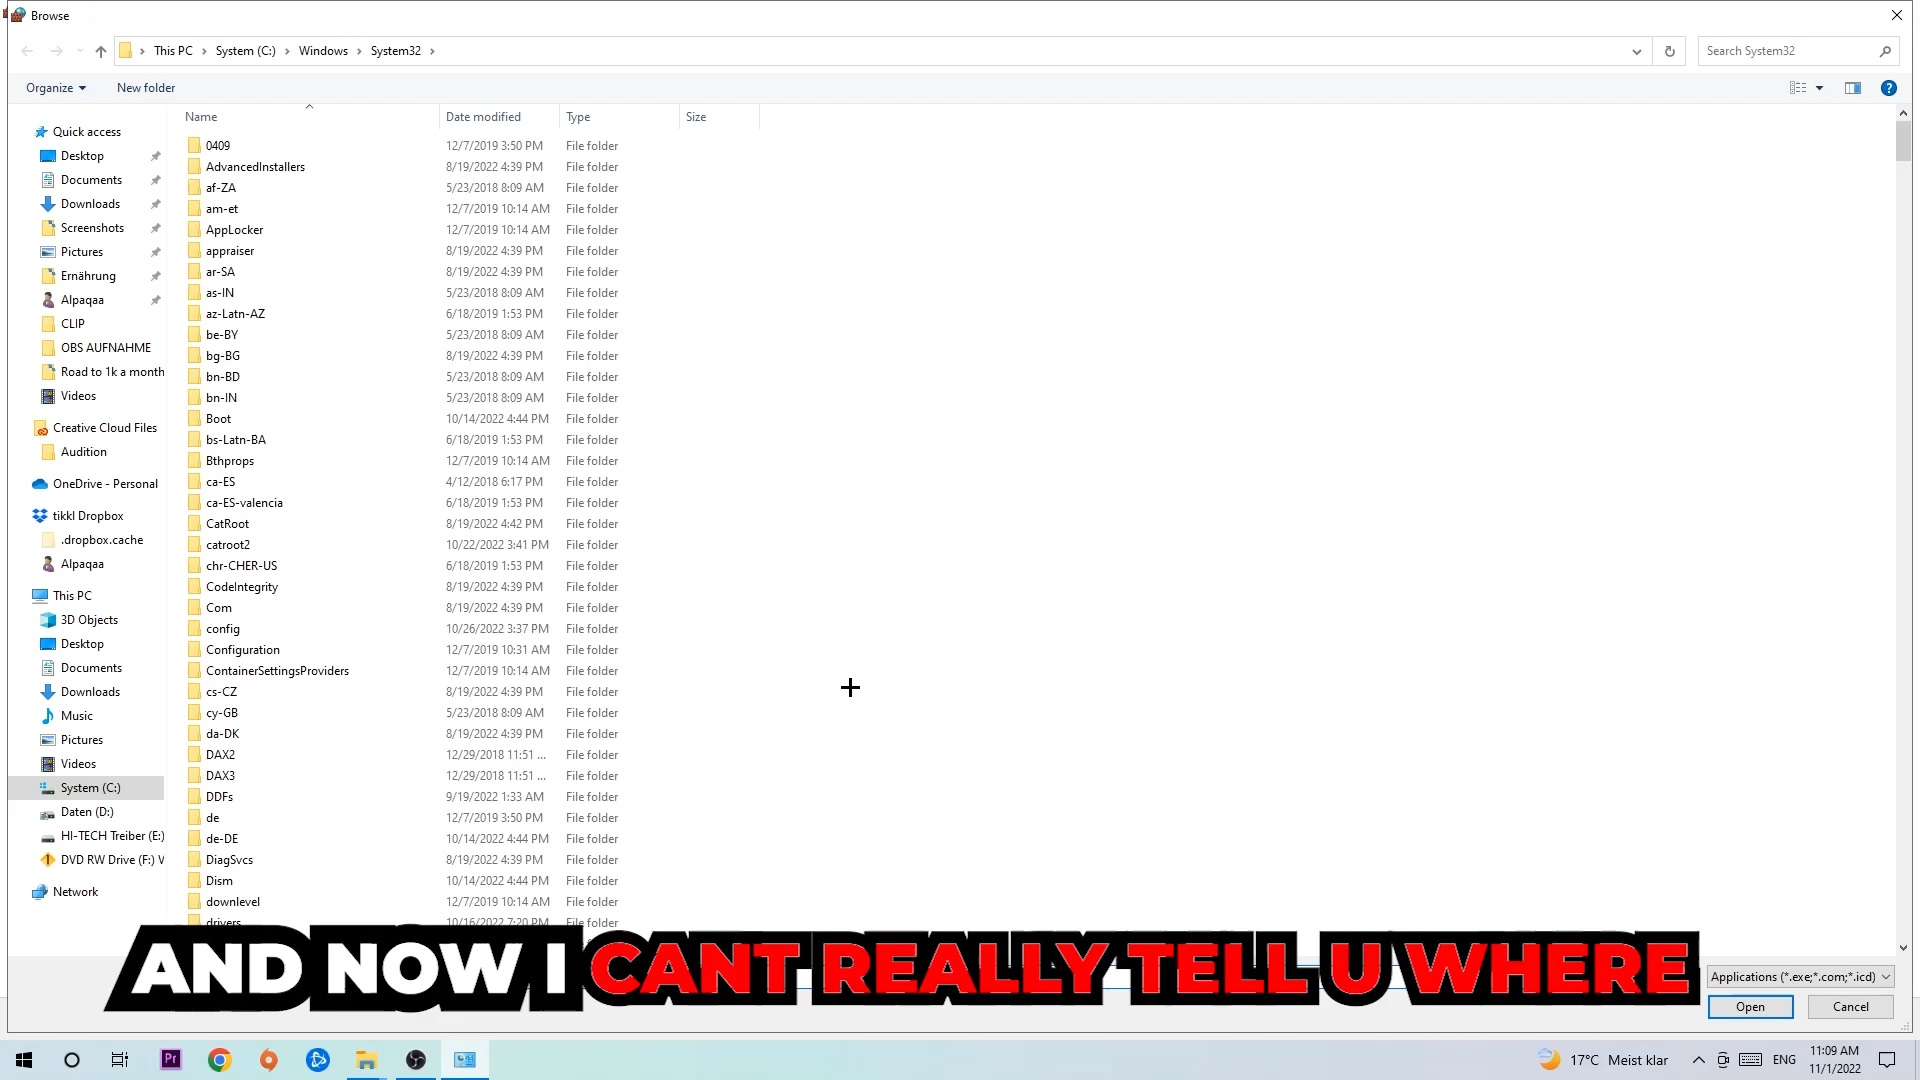 Browse
This PC > System (C:) > Windows > System32 >
Search System32
Organize
New folder
Name Date modified Type Size
0409 12/7/2019 3:50 PM File folder
AdvancedInstallers 8/19/2022 4:39 PM File folder
af-ZA 5/23/2018 8:09 AM File folder
am-et 12/7/2019 10:14 AM File folder
AppLocker 12/7/2019 10:14 AM File folder
appraiser 8/19/2022 4:39 PM File folder
ar-SA 8/19/2022 4:39 PM File folder
as-IN 5/23/2018 8:09 AM File folder
az-Latn-AZ 6/18/2019 1:53 PM File folder
be-BY 5/23/2018 8:09 AM File folder
bg-BG 8/19/2022 4:39 PM File folder
bn-BD 5/23/2018 8:09 AM File folder
bn-IN 5/23/2018 8:09 AM File folder
Boot 10/14/2022 4:44 PM File folder
bs-Latn-BA 6/18/2019 1:53 PM File folder
Bthprops 12/7/2019 10:14 AM File folder
ca-ES 4/12/2018 6:17 PM File folder
ca-ES-valencia 6/18/2019 1:53 PM File folder
CatRoot 8/19/2022 4:42 PM File folder
catroot2 10/22/2022 3:41 PM File folder
chr-CHER-US 6/18/2019 1:53 PM File folder
CodeIntegrity 8/19/2022 4:39 PM File folder
Com 8/19/2022 4:39 PM File folder
config 10/26/2022 3:37 PM File folder
Configuration 12/7/2019 10:31 AM File folder
ContainerSettingsProviders 12/7/2019 10:14 AM File folder
cs-CZ 8/19/2022 4:39 PM File folder
cy-GB 5/23/2018 8:09 AM File folder
da-DK 8/19/2022 4:39 PM File folder
DAX2 12/29/2018 11:51 ... File folder
DAX3 12/29/2018 11:51 ... File folder
DDFs 9/19/2022 1:33 AM File folder
de 12/7/2019 3:50 PM File folder
de-DE 10/14/2022 4:44 PM File folder
DiagSvcs 8/19/2022 4:39 PM File folder
Dism 10/14/2022 4:44 PM File folder
downlevel 12/7/2019 10:14 AM File folder
drivers 10/16/2022 7:20 PM File folder
Quick access
Desktop
Documents
Downloads
Screenshots
Pictures
Ernährung
Alpaqaa
CLIP
OBS AUFNAHME
Road to 1k a month
Videos
Creative Cloud Files
Audition
OneDrive - Personal
tikkl Dropbox
.dropbox.cache
Alpaqaa
This PC
3D Objects
Desktop
Documents
Downloads
Music
Pictures
Videos
System (C:)
Daten (D:)
HI-TECH Treiber (E:)
DVD RW Drive (F:) V
Network
AND NOW I CANT REALLY TELL U WHERE
Applications (*.exe;*.com;*.icd)
Open
Cancel
Pr
17°C Meist klar
ENG
11:09 AM
11/1/2022